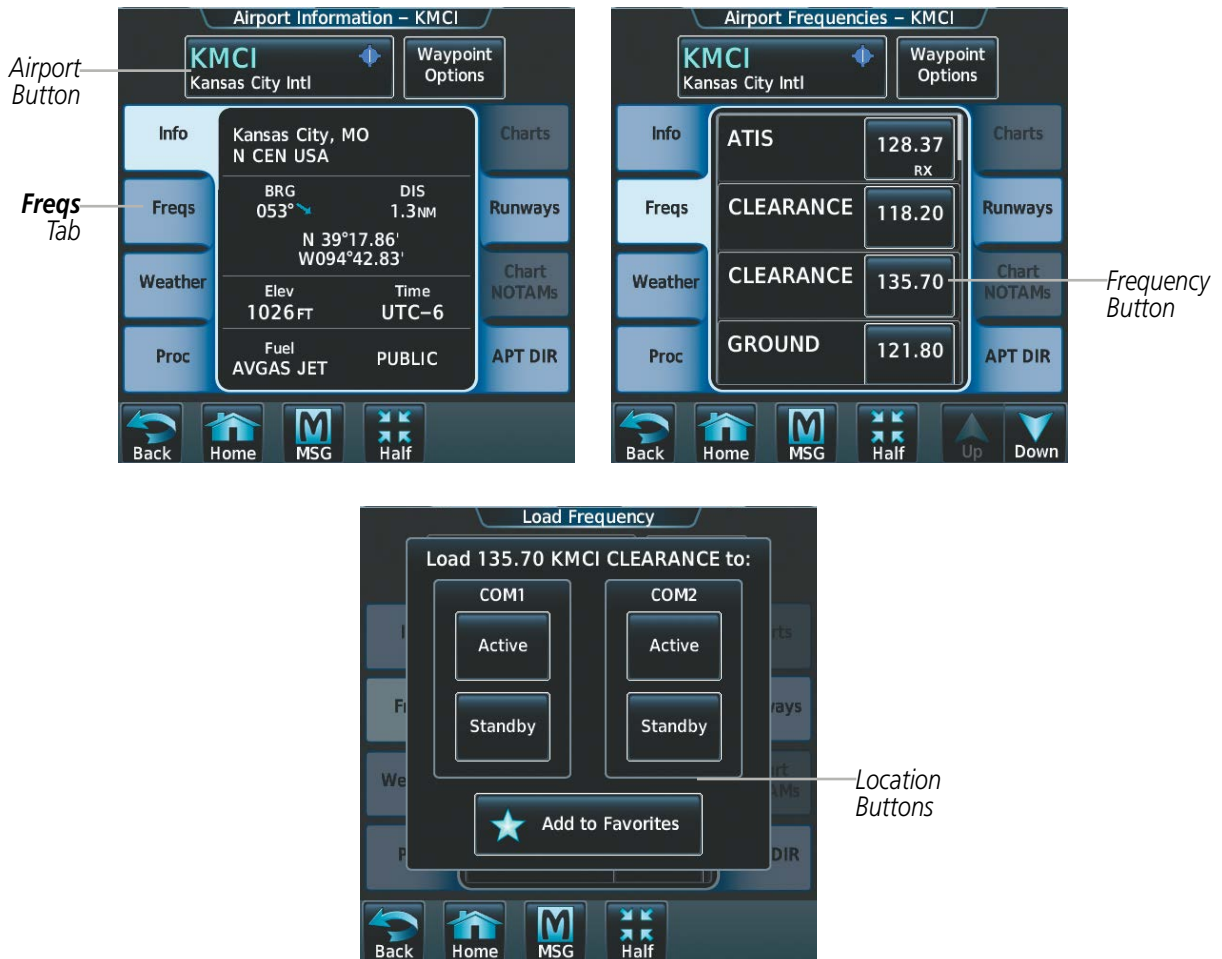 Airport Information – KMCI
Airport
Button
KMCI
Kansas City Intl
Waypoint
Options
Freqs
Tab
Info
Freqs
Weather
Proc
Kansas City, MO
N CEN USA
BRG
DIS
053°
1.3NM
N 39°17.86'
W094°42.83'
Elev
Time
1026FT
UTC–6
Fuel
AVGAS JET
PUBLIC
Charts
Runways
Chart
NOTAMs
APT DIR
Back
Home
MSG
Half
Airport Frequencies – KMCI
KMCI
Kansas City Intl
Waypoint
Options
Info
Freqs
Weather
Proc
ATIS
128.37
RX
CLEARANCE
118.20
CLEARANCE
135.70
GROUND
121.80
Charts
Runways
Chart
NOTAMs
APT DIR
Frequency
Button
Back
Home
MSG
Half
Up
Down
Load Frequency
Load 135.70 KMCI CLEARANCE to:
COM1
COM2
Active
Active
Standby
Standby
Add to Favorites
Location
Buttons
DIR
Back
Home
MSG
Half